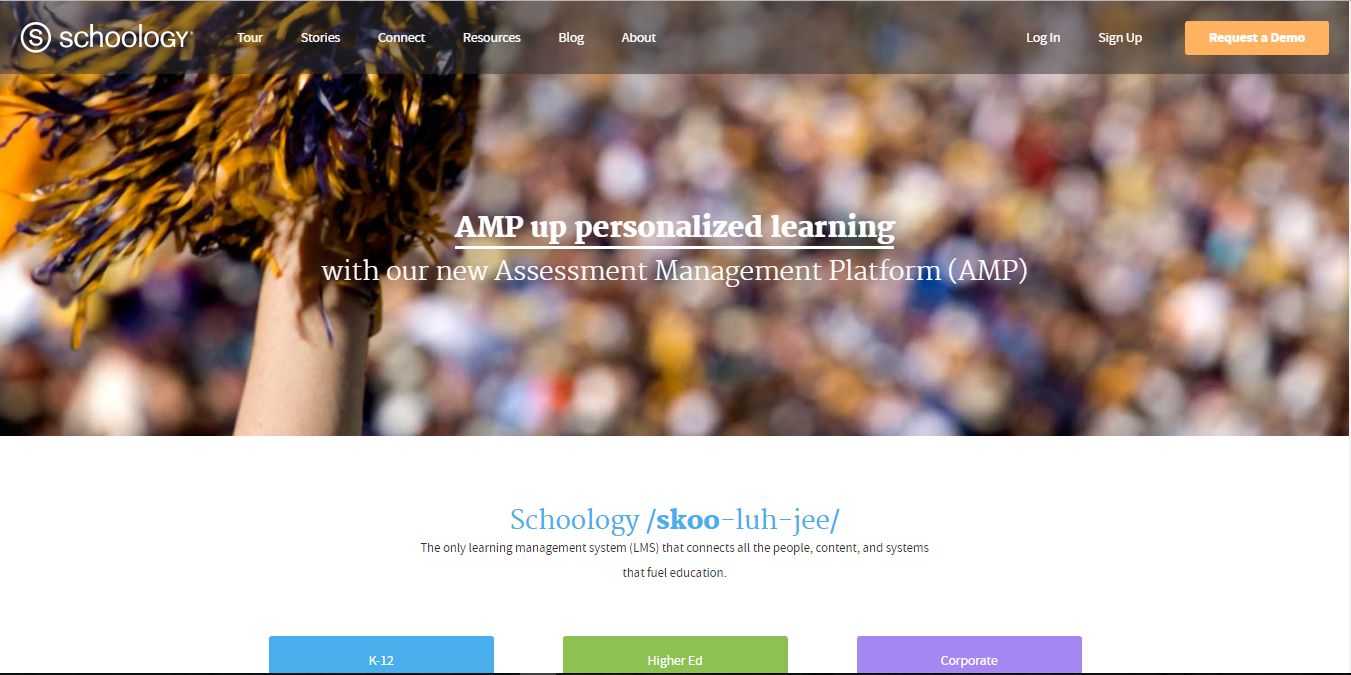 S schoology®
Tour Stories Connect Resources Blog About Log In Sign Up Request a Demo
AMP up personalized learning
with our new Assessment Management Platform (AMP)
Schoology /skoo-luh-jee/
The only learning management system (LMS) that connects all the people, content, and systems
that fuel education.
K-12 Higher Ed Corporate